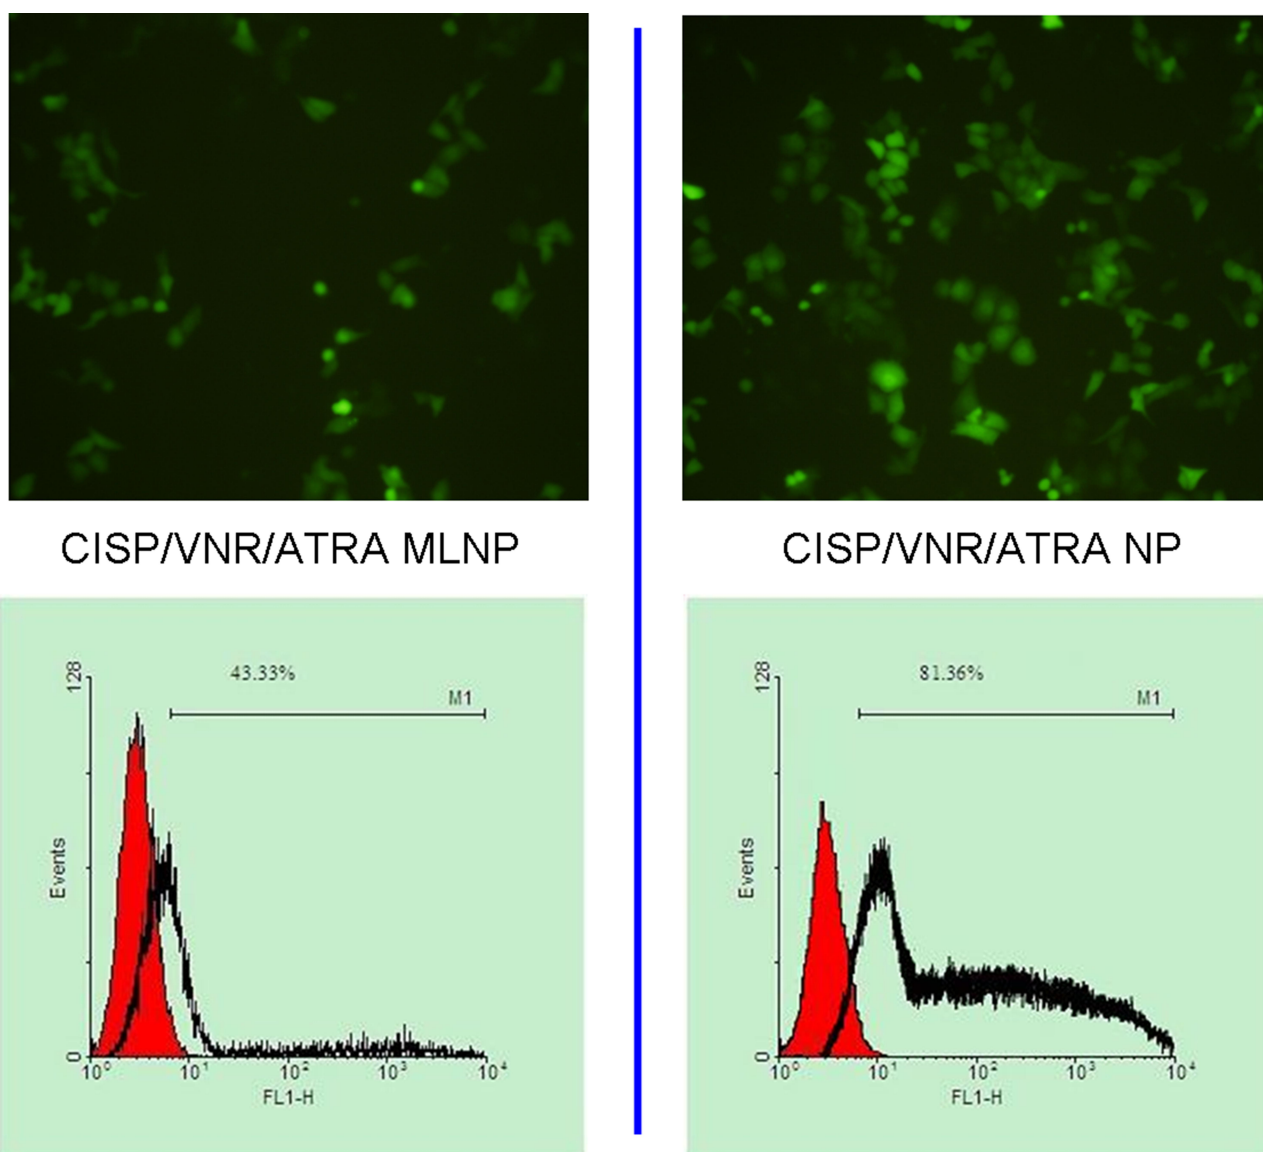 CISP/VNR/ATRA MLNP
CISP/VNR/ATRA NP
128
43.33%
M1
Events
0
10⁰
10¹
10²
10³
10⁴
FL1-H
128
81.36%
M1
Events
0
10⁰
10¹
10²
10³
10⁴
FL1-H